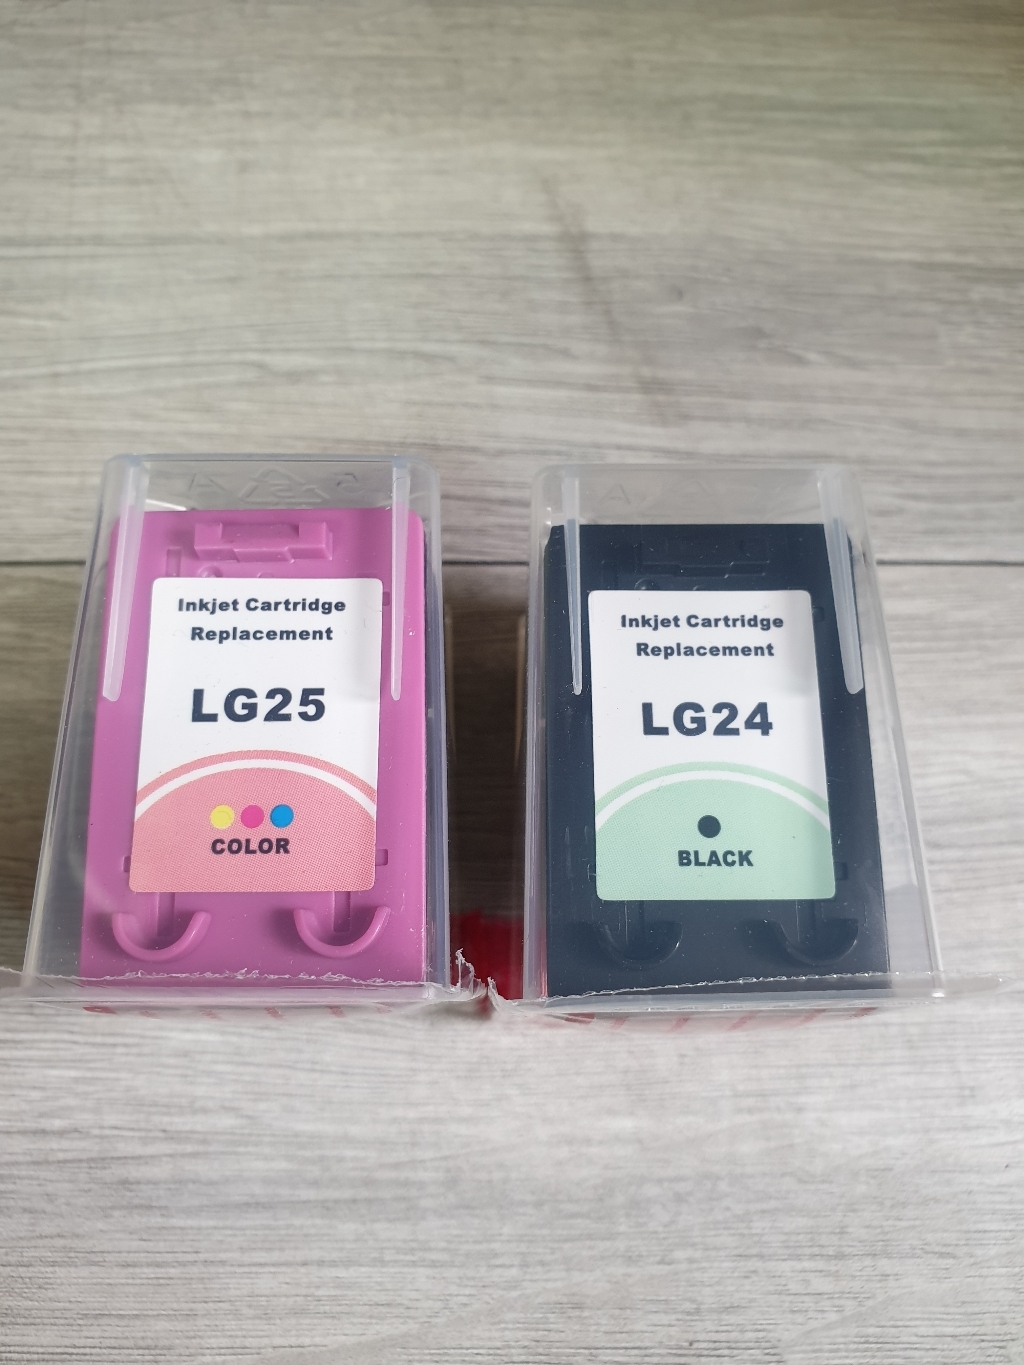 Inkjet Cartridge
Replacement
LG25
COLOR
Inkjet Cartridge
Replacement
LG24
BLACK